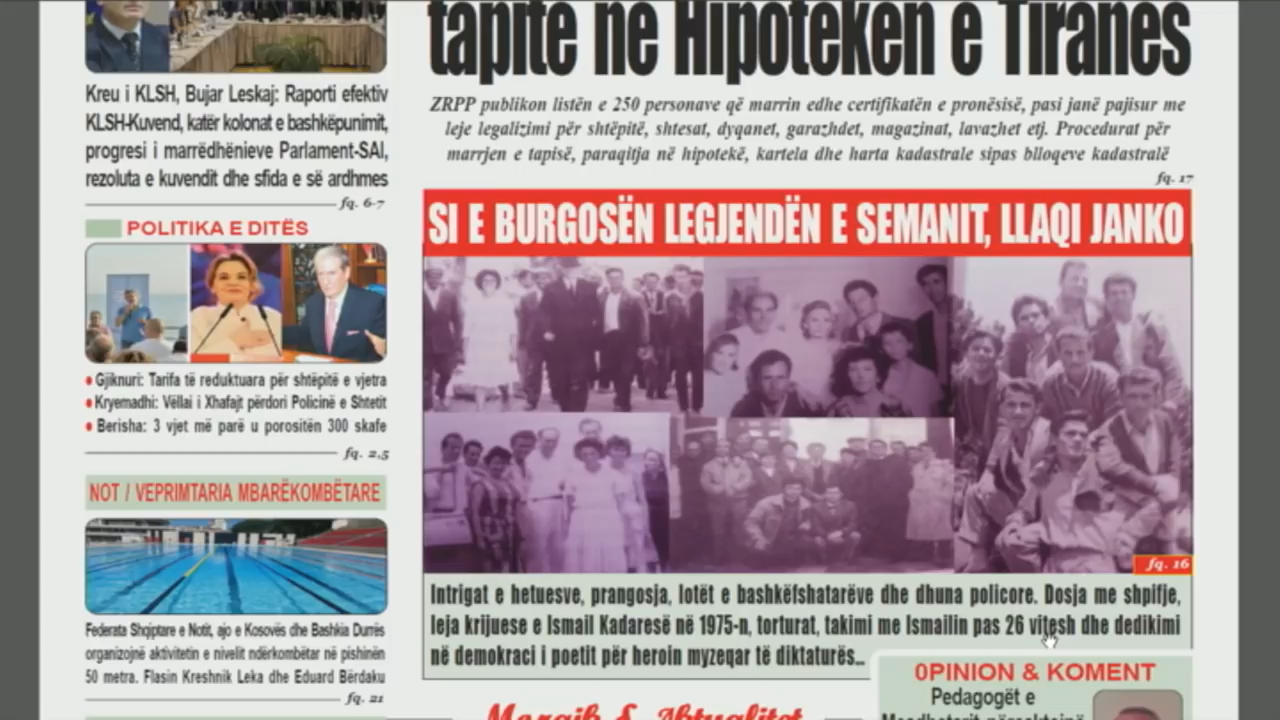 Kreu i KLSH, Bujar Leskaj: Raporti efektiv
KLSH-Kuvend, katër kolonat e bashkëpunimit,
progresi i marrëdhënieve Parlament-SAI,
rezoluta e kuvendit dhe sfida e së ardhmes
fq. 6-7
POLITIKA E DITËS
Gjiknuri: Tarifa të reduktuara për shtëpitë e vjetra
Kryemadhi: Vëllai i Xhafajt përdori Policinë e Shtetit
Berisha: 3 vjet më parë u porositën 300 skafe
fq. 2,5
NOT / VEPRIMTARIA MBARËKOMBËTARE
Federata Shqiptare e Notit, ajo e Kosovës dhe Bashkia Durrës
organizojnë aktivitetin e nivelit ndërkombëtar në pishinën
50 metra. Flasin Kreshnik Leka dhe Eduard Bërdaku
fq. 21
tapitë në Hipotekën e Tiranës
ZRPP publikon listën e 250 personave që marrin edhe certifikatën e pronësisë, pasi janë pajisur me
leje legalizimi për shtëpitë, shtesat, dyqanet, garazhdet, magazinat, lavazhet etj. Procedurat për
marrjen e tapisë, paraqitja në hipotekë, kartela dhe harta kadastrale sipas blloqeve kadastralë
fq. 17
SI E BURGOSËN LEGJENDËN E SEMANIT, LLAQI JANKO
fq. 16
Intrigat e hetuesve, prangosja, lotët e bashkëfshatarëve dhe dhuna policore. Dosja me shpifje,
leja krijuese e Ismail Kadaresë në 1975-n, torturat, takimi me Ismailin pas 26 vitesh dhe dedikimi
në demokraci i poetit për heroin myzeqar të diktaturës...
0PINION & KOMENT
Pedagogët e